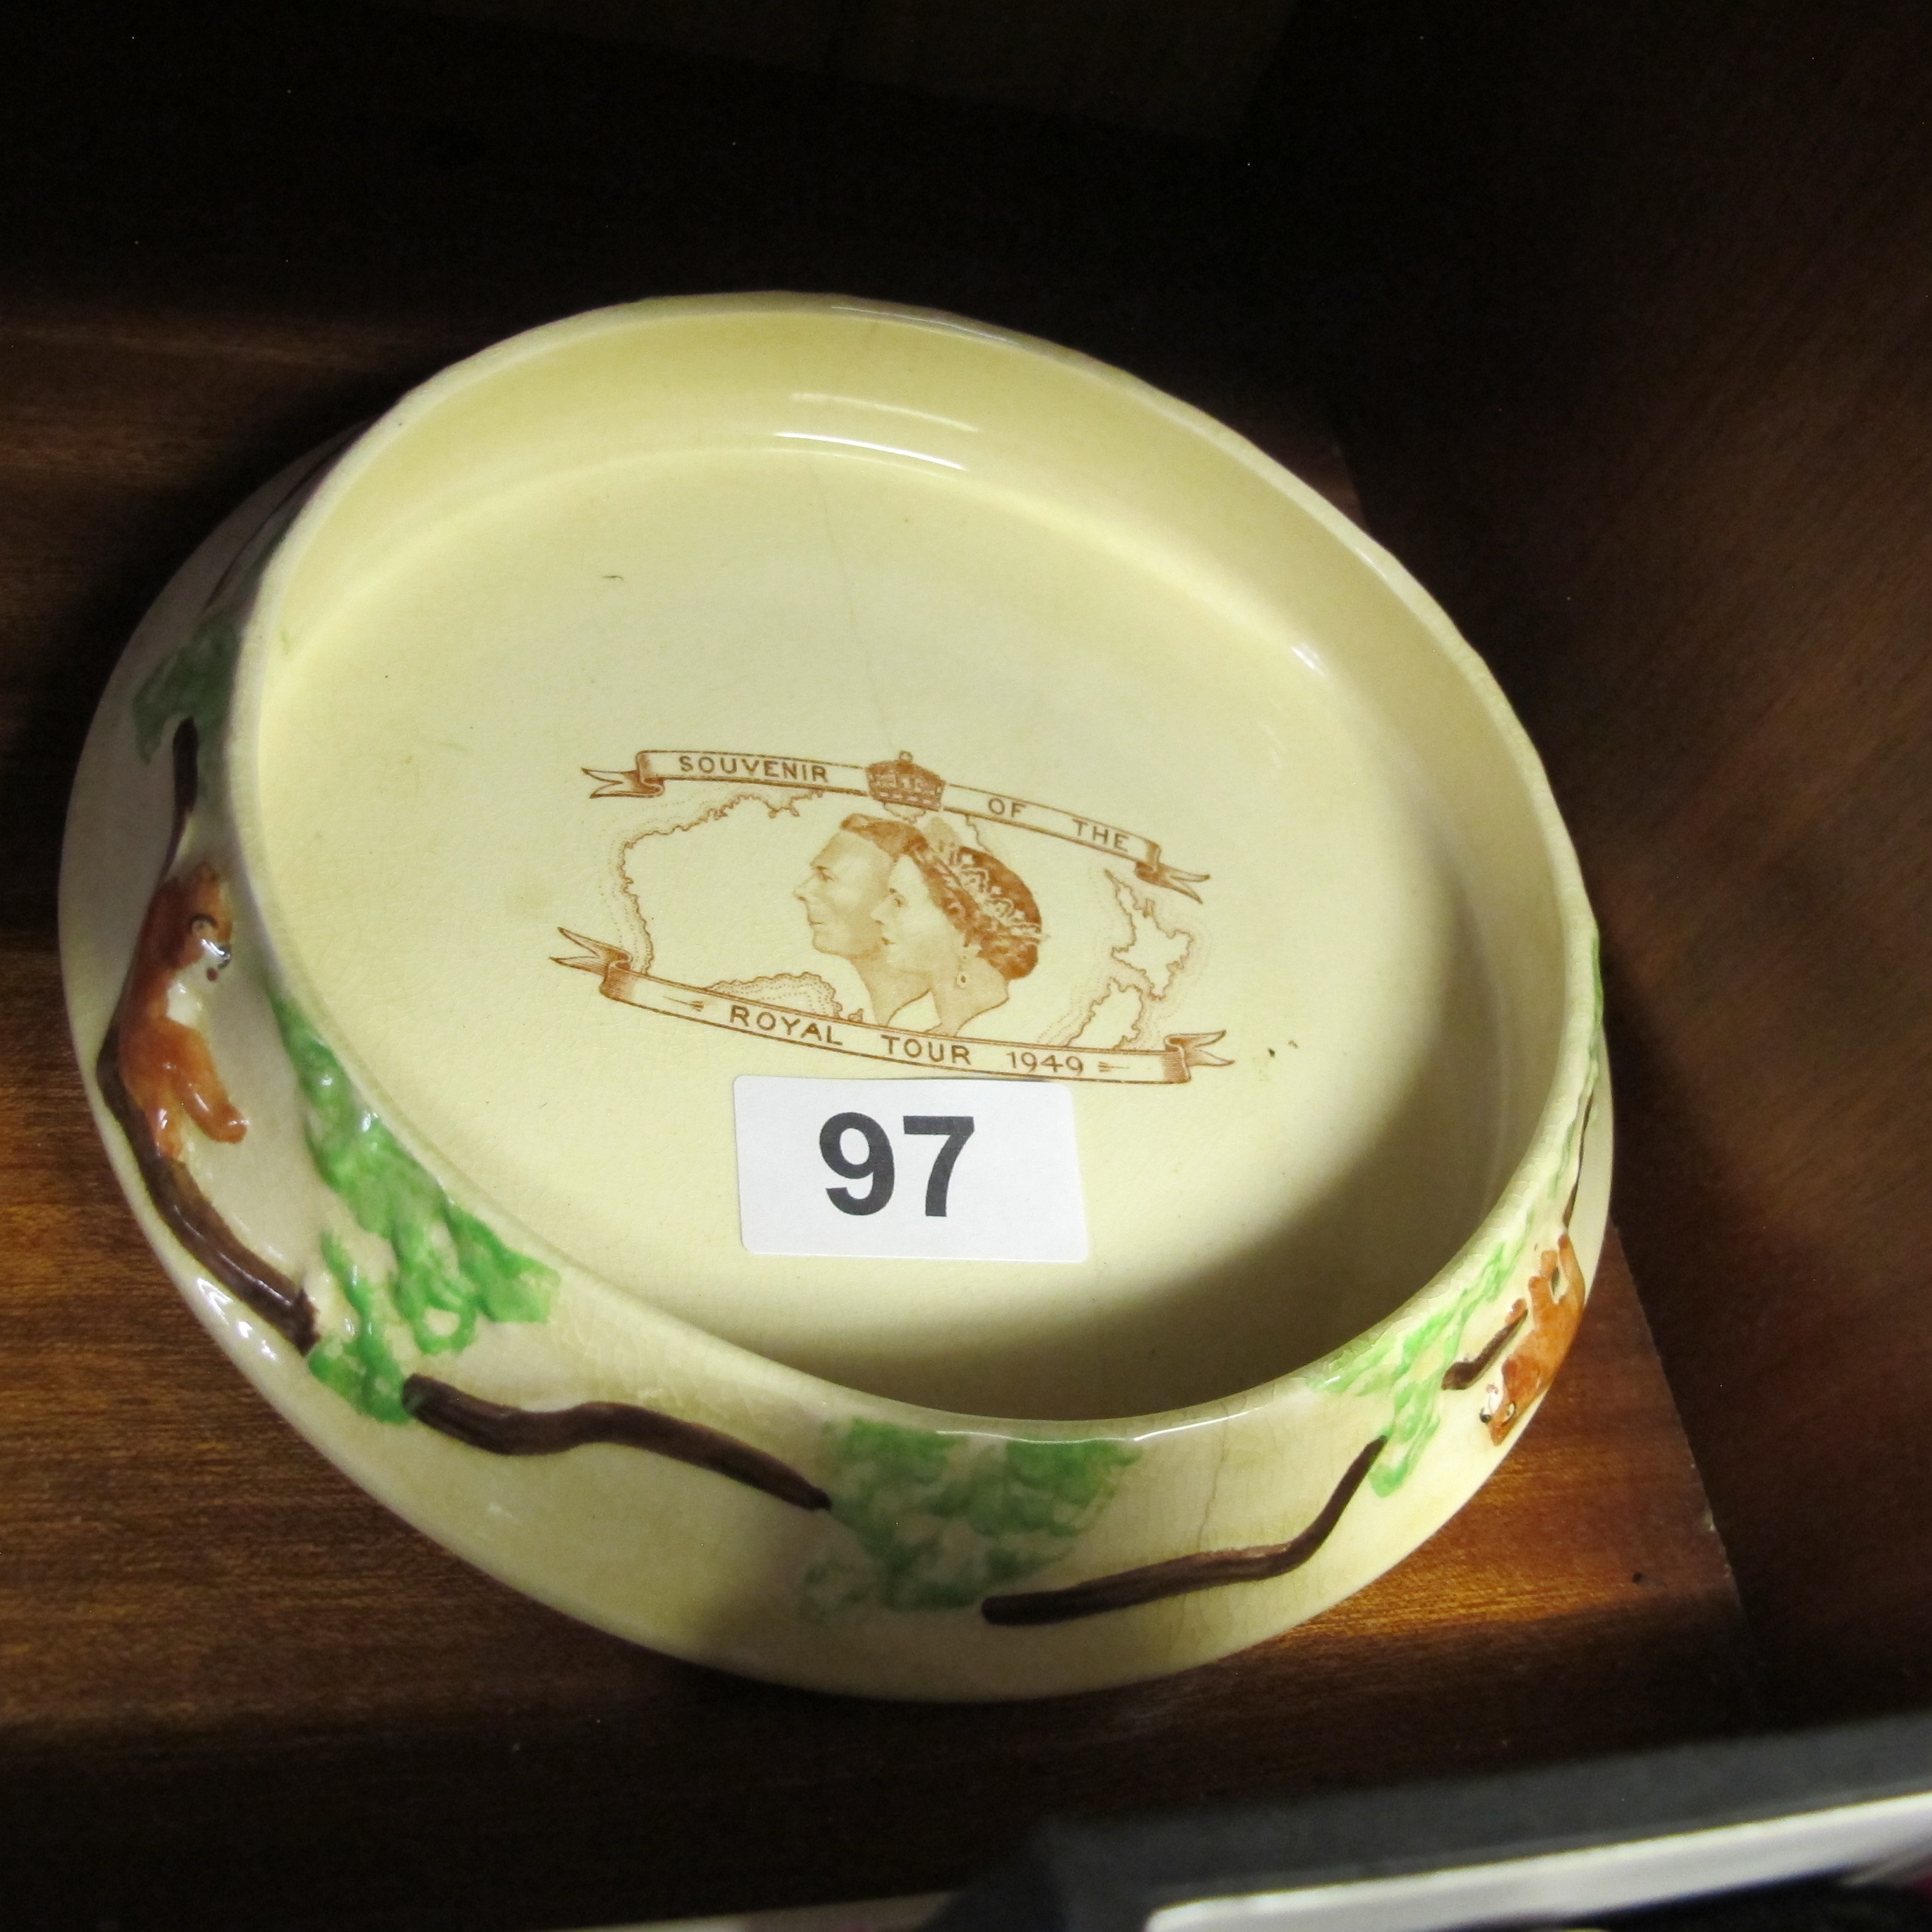 SOUVENIR OF THE
ROYAL TOUR 1949
97